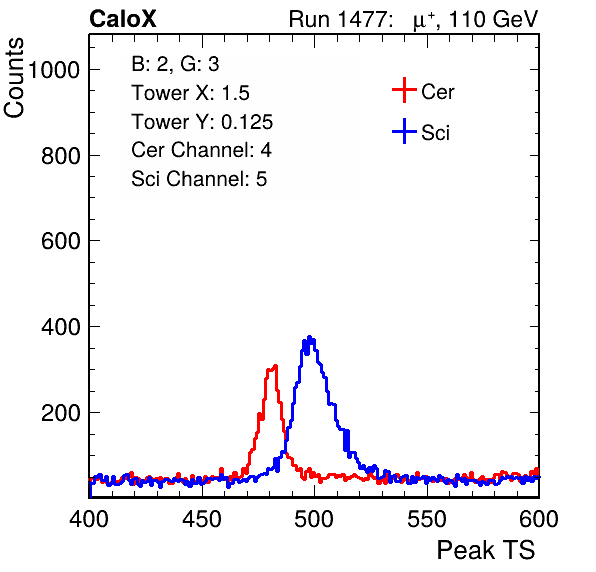 CaloX Run 1477: μ⁺, 110 GeV
Counts
B: 2, G: 3
Tower X: 1.5
Tower Y: 0.125
Cer Channel: 4
Sci Channel: 5
Cer
Sci
1000
800
600
400
200
400 450 500 550 600
Peak TS